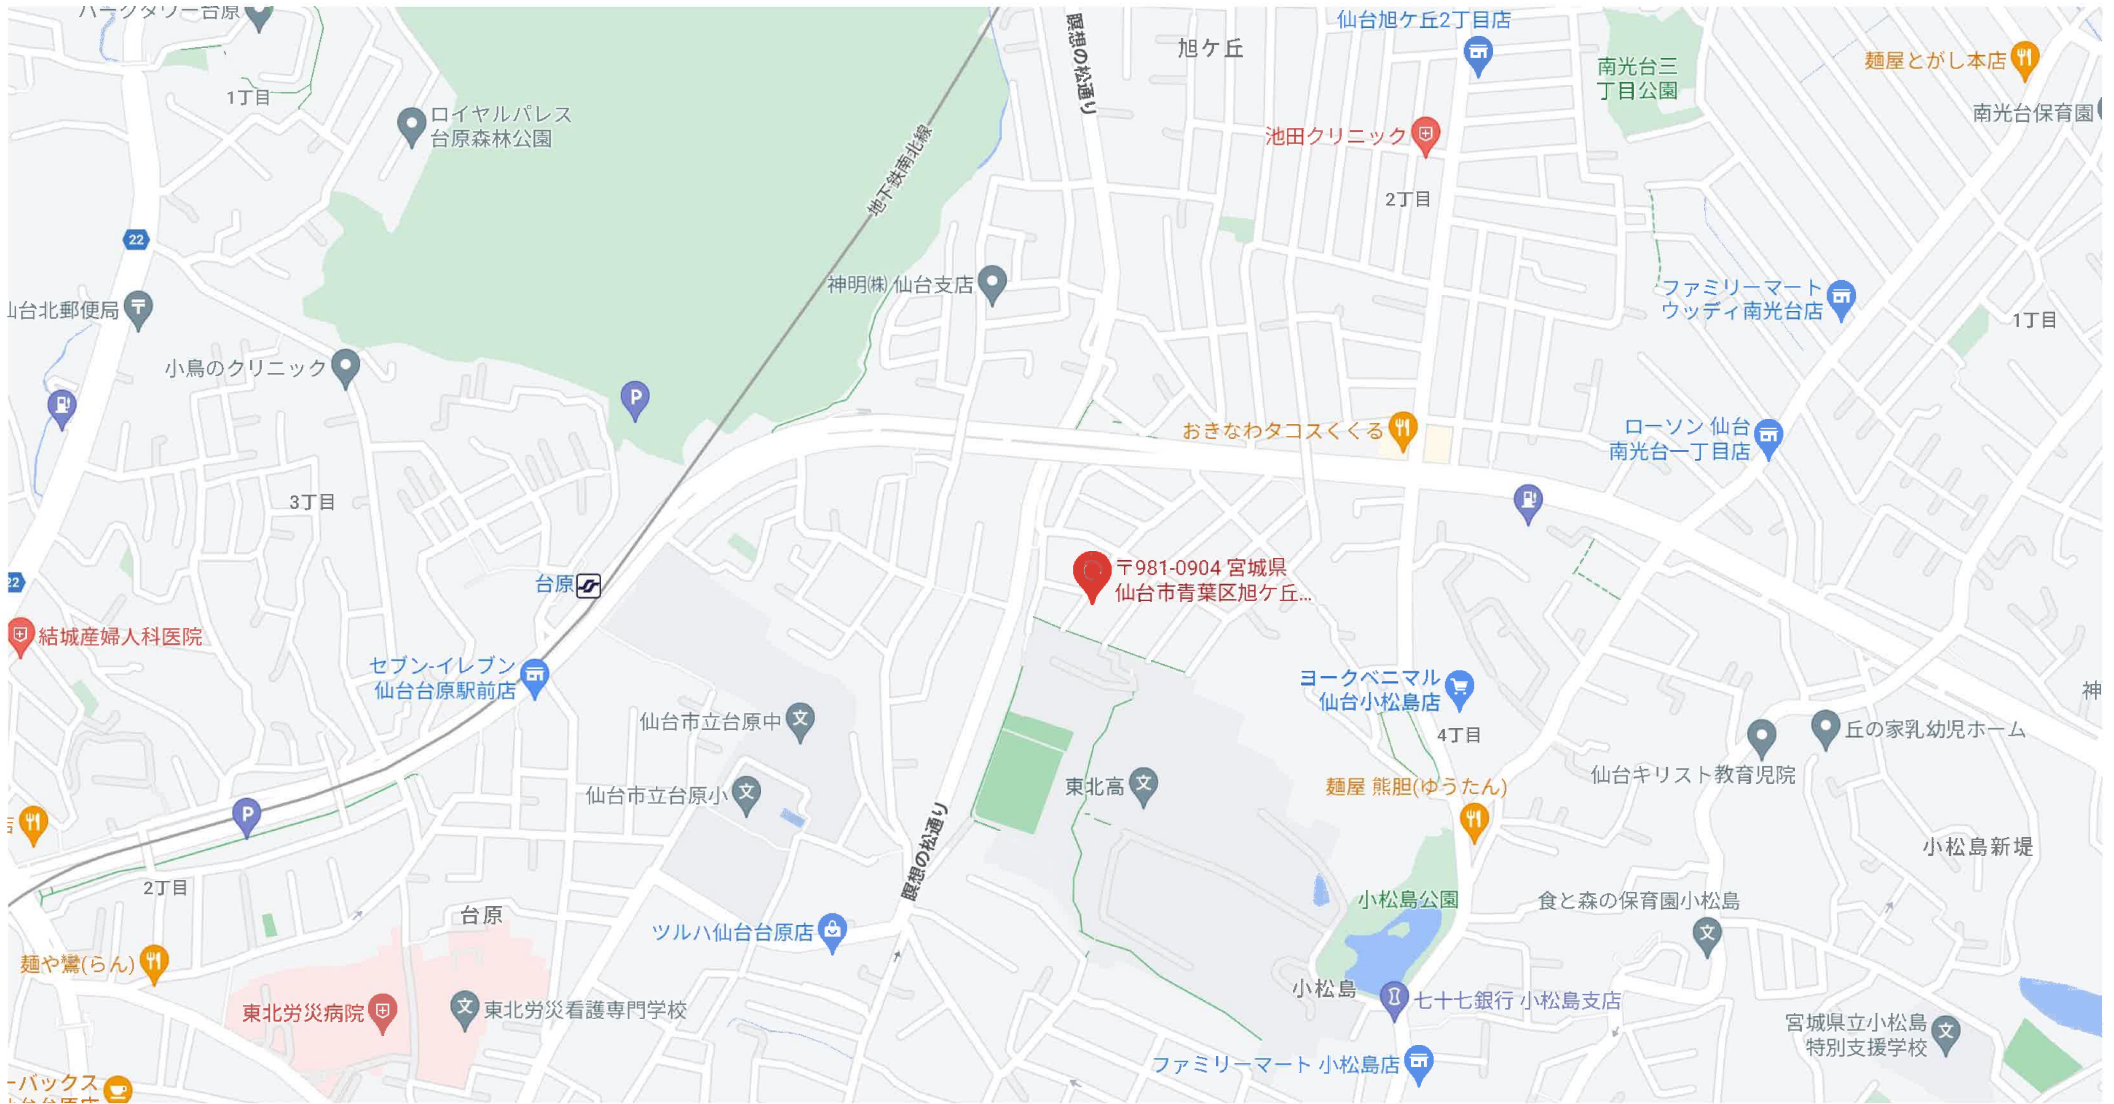 パークタワー台原
瞑想の松通り
旭ケ丘
仙台旭ケ丘2丁目店
南光台三
丁目公園
麺屋とがし本店
1丁目
ロイヤルパレス
台原森林公園
地下鉄南北線
池田クリニック
南光台保育園
2丁目
22
神明㈱ 仙台支店
山台北郵便局
ファミリーマート
ウッディ南光台店
1丁目
小鳥のクリニック
P
おきなわタコスくくる
ローソン 仙台
南光台一丁目店
3丁目
台原
〒981-0904 宮城県
仙台市青葉区旭ケ丘...
22
結城産婦人科医院
セブン-イレブン
仙台台原駅前店
ヨークベニマル
仙台小松島店
神
仙台市立台原中
文
4丁目
丘の家乳幼児ホーム
仙台キリスト教育児院
仙台市立台原小
文
東北高
文
麺屋 熊胆(ゆうたん)
P
店
瞑想の松通り
小松島新堤
2丁目
台原
小松島公園
食と森の保育園小松島
文
ツルハ仙台台原店
麺や鸞(らん)
小松島
東北労災病院
文
東北労災看護専門学校
七十七銀行 小松島支店
宮城県立小松島
特別支援学校
文
ファミリーマート 小松島店
ーバックス